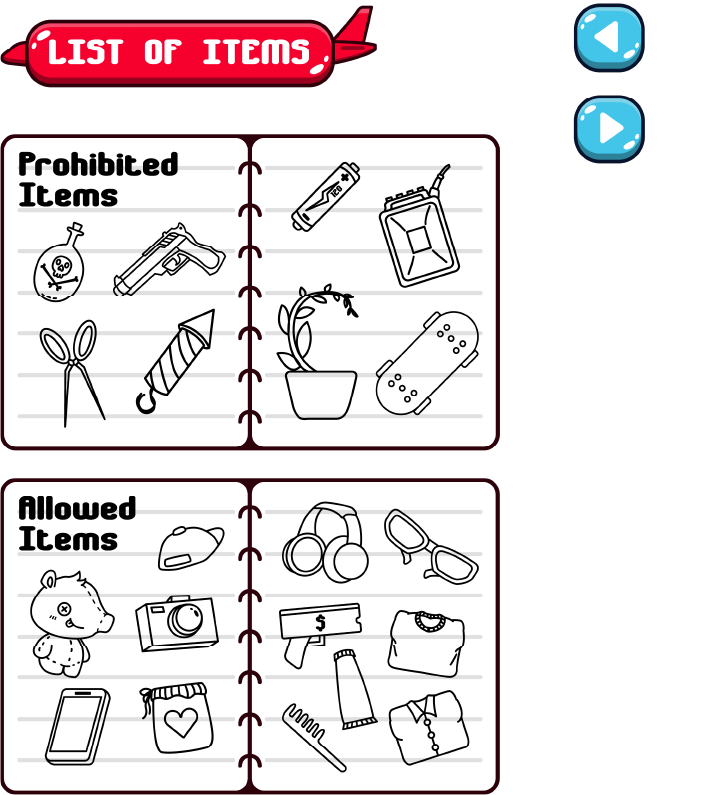 LIST OF ITEMS
Prohibited
Items
Allowed
Items
$